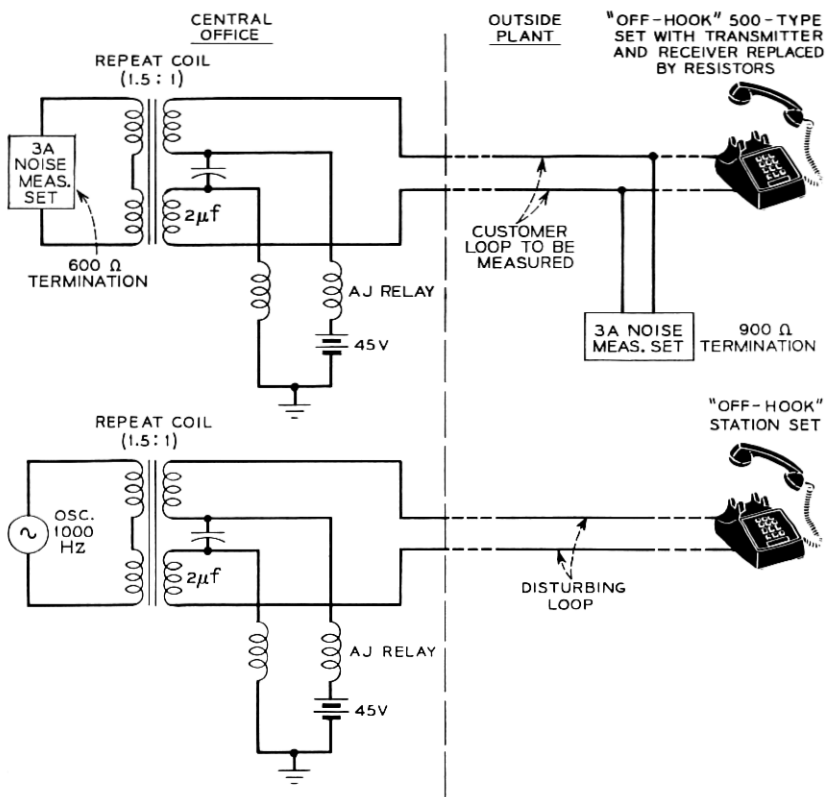 CENTRAL
OFFICE
OUTSIDE
PLANT
"OFF-HOOK" 500-TYPE
SET WITH TRANSMITTER
AND RECEIVER REPLACED
BY RESISTORS
REPEAT COIL
(1.5 : 1)
3A
NOISE
MEAS.
SET
2µf
600 Ω
TERMINATION
AJ RELAY
45V
CUSTOMER
LOOP TO BE
MEASURED
3A NOISE
MEAS. SET
900 Ω
TERMINATION
REPEAT COIL
(1.5 : 1)
"OFF-HOOK"
STATION SET
OSC.
1000
Hz
2µf
DISTURBING
LOOP
AJ RELAY
45V